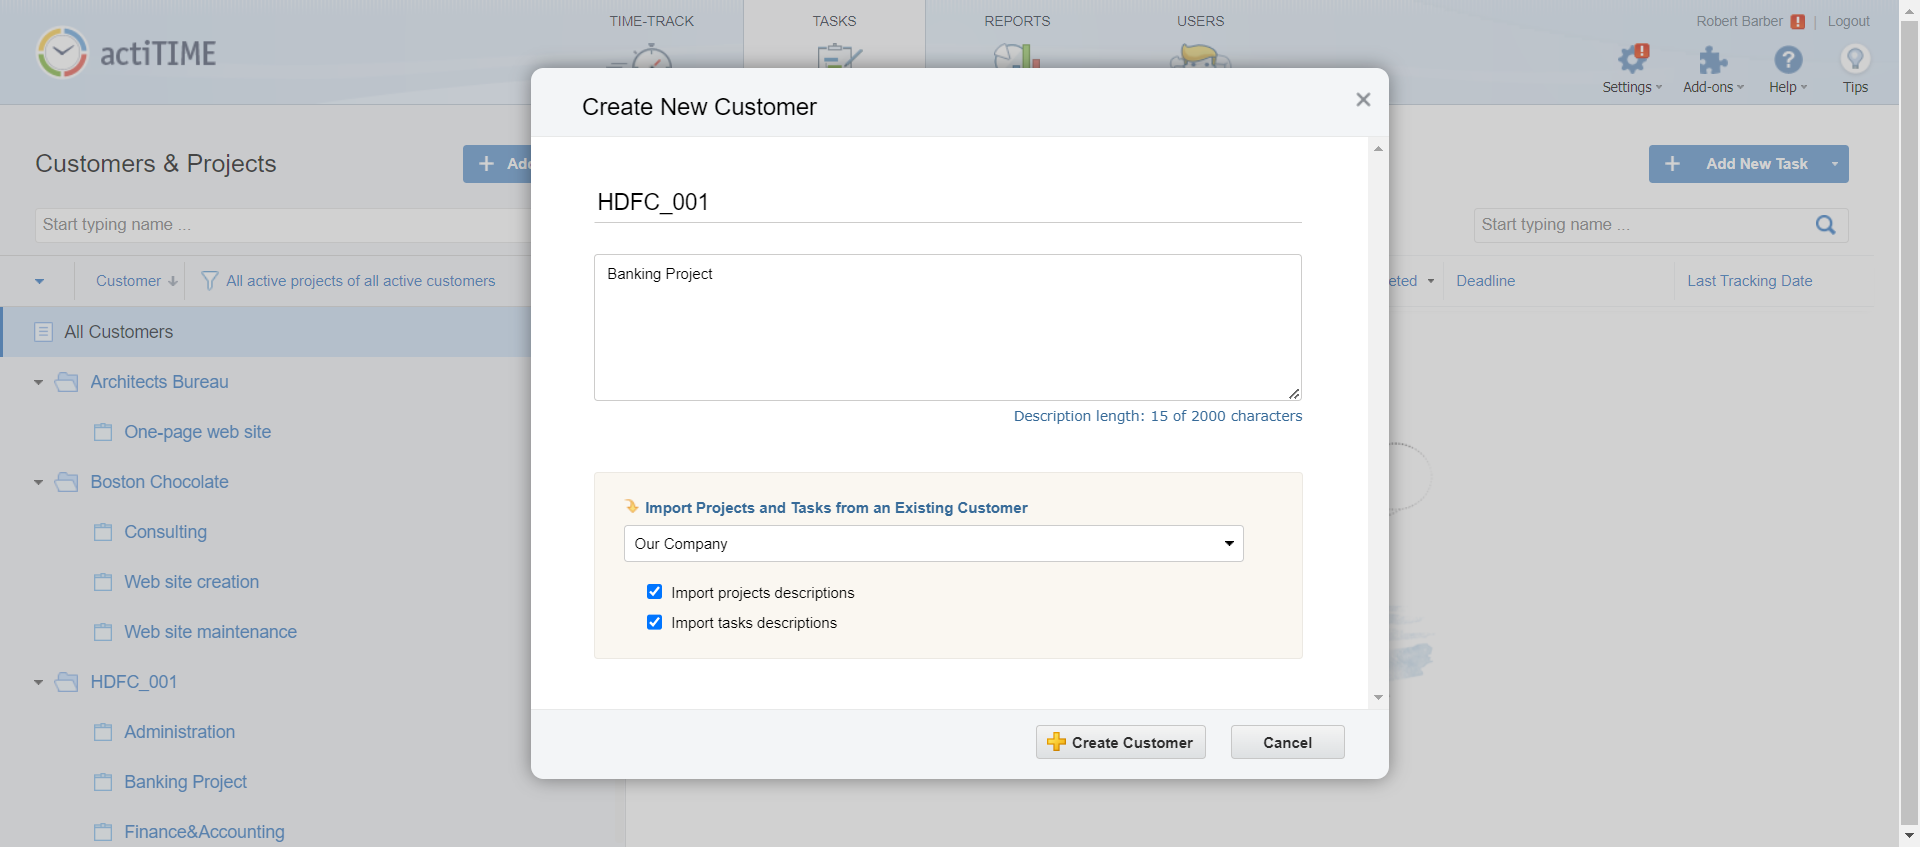 TIME-TRACK
TASKS
REPORTS
USERS
Robert Barber ! | Logout
actiTIME
Settings
Add-ons
Help
Tips
Create New Customer
Customers & Projects
Add New Task
Start typing name ...
HDFC_001
Start typing name ...
Customer
All active projects of all active customers
Banking Project
Deadline
Last Tracking Date
All Customers
Architects Bureau
Description length: 15 of 2000 characters
One-page web site
Boston Chocolate
Import Projects and Tasks from an Existing Customer
Consulting
Our Company
Web site creation
Import projects descriptions
Import tasks descriptions
Web site maintenance
HDFC_001
Administration
Create Customer
Cancel
Banking Project
Finance&Accounting